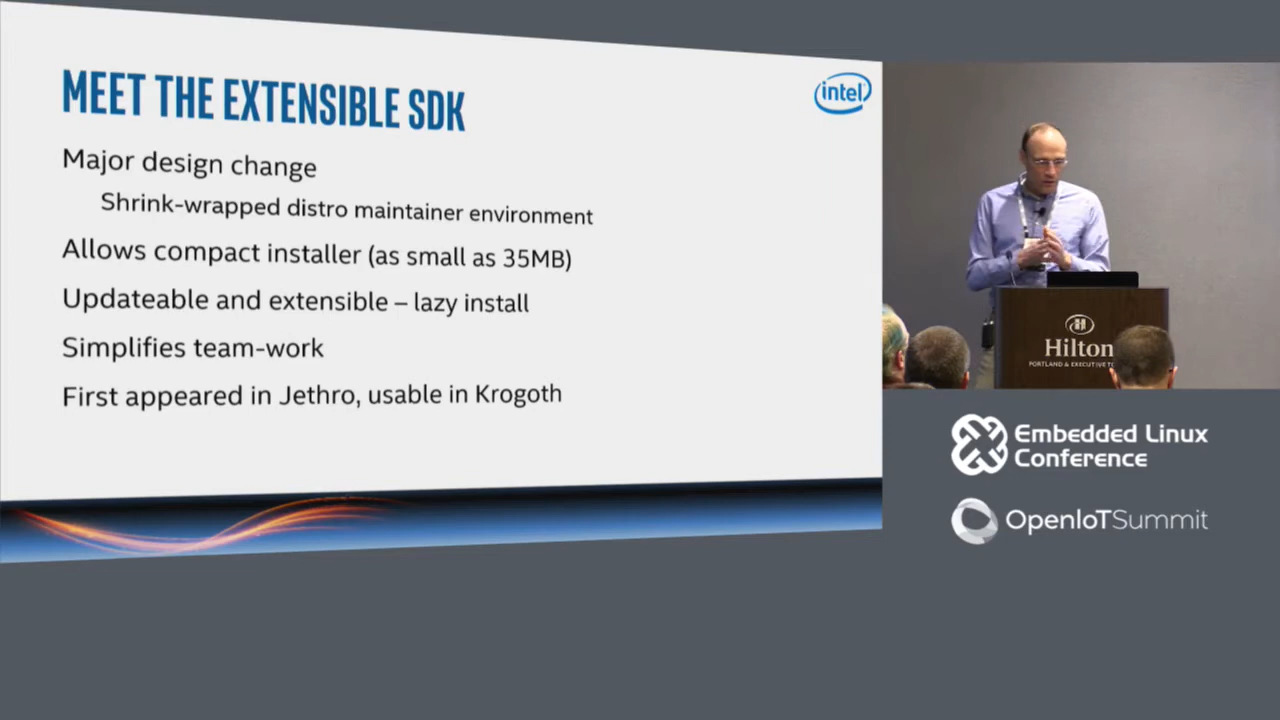 MEET THE EXTENSIBLE SDK
intel
Major design change
Shrink-wrapped distro maintainer environment
Allows compact installer (as small as 35MB)
Updateable and extensible – lazy install
Simplifies team-work
First appeared in Jethro, usable in Krogoth
Hilton
PORTLAND & EXECUTIVE
Embedded Linux
Conference
OpenIoTSummit